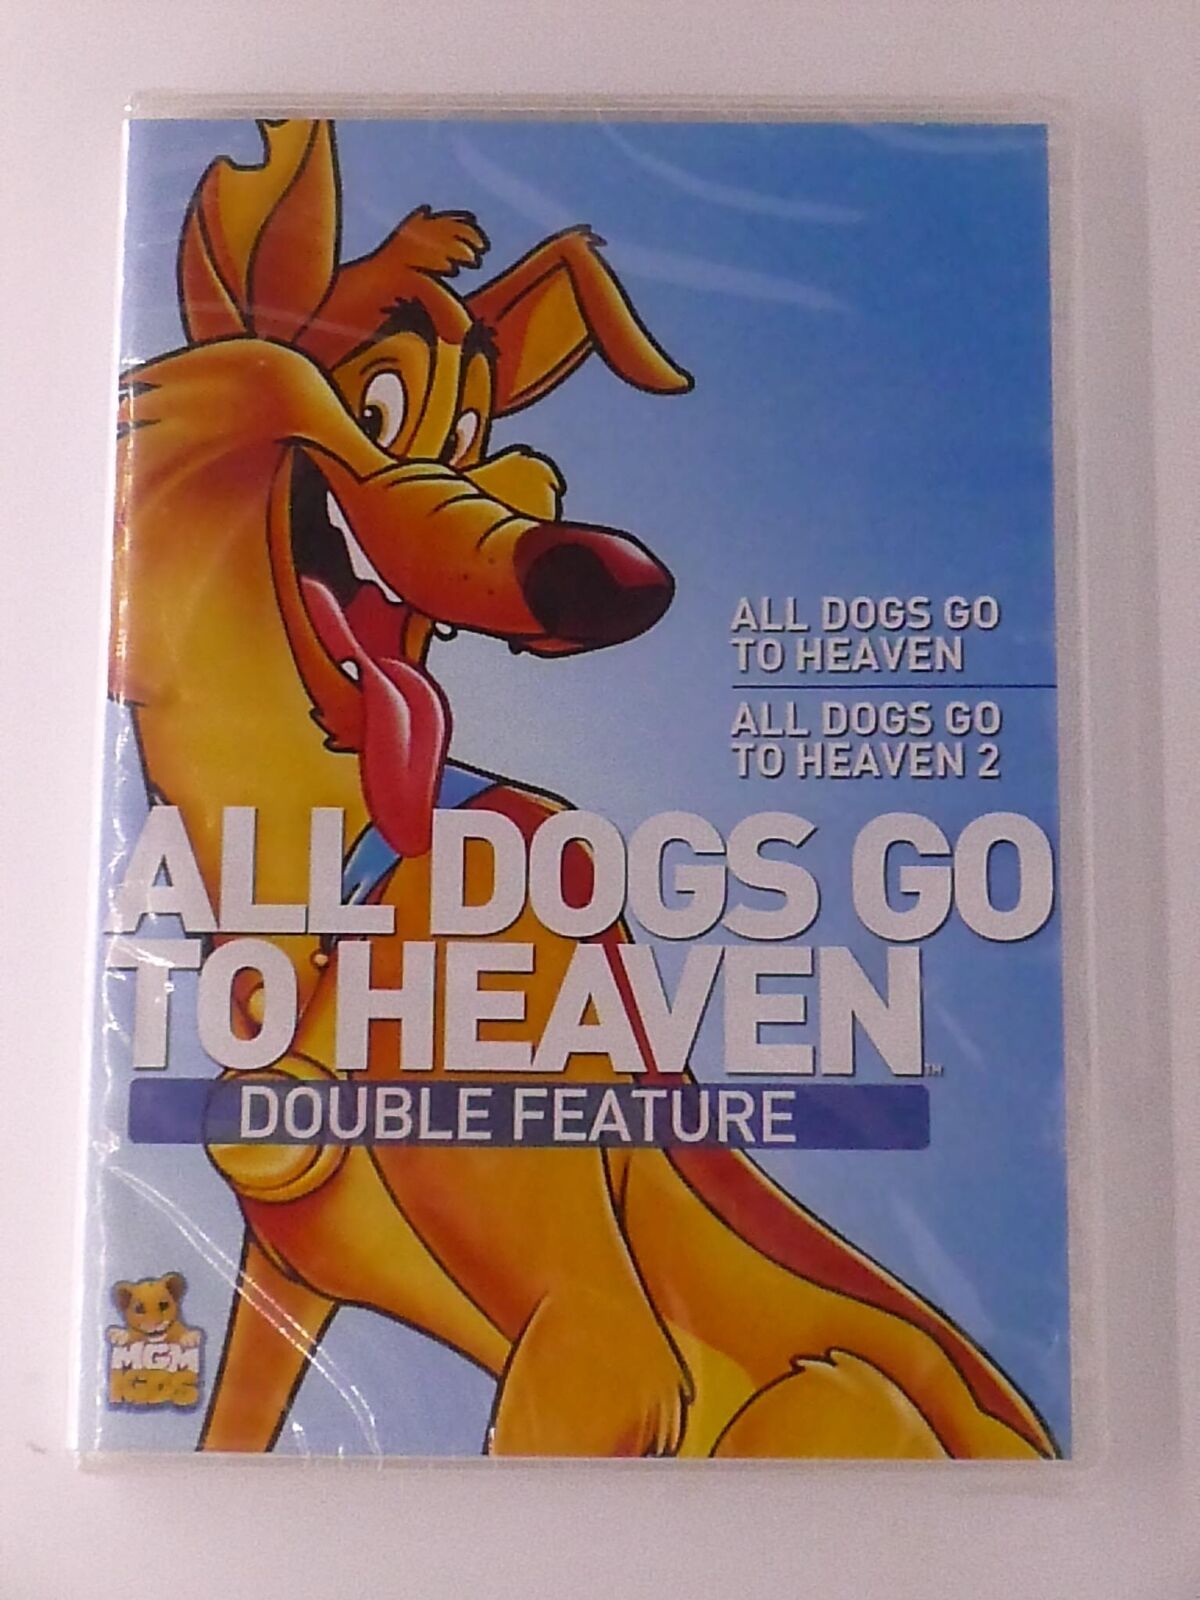 ALL DOGS GO
TO HEAVEN
ALL DOGS GO
TO HEAVEN 2
ALL DOGS GO
TO HEAVEN™
DOUBLE FEATURE
MGM
KIDS